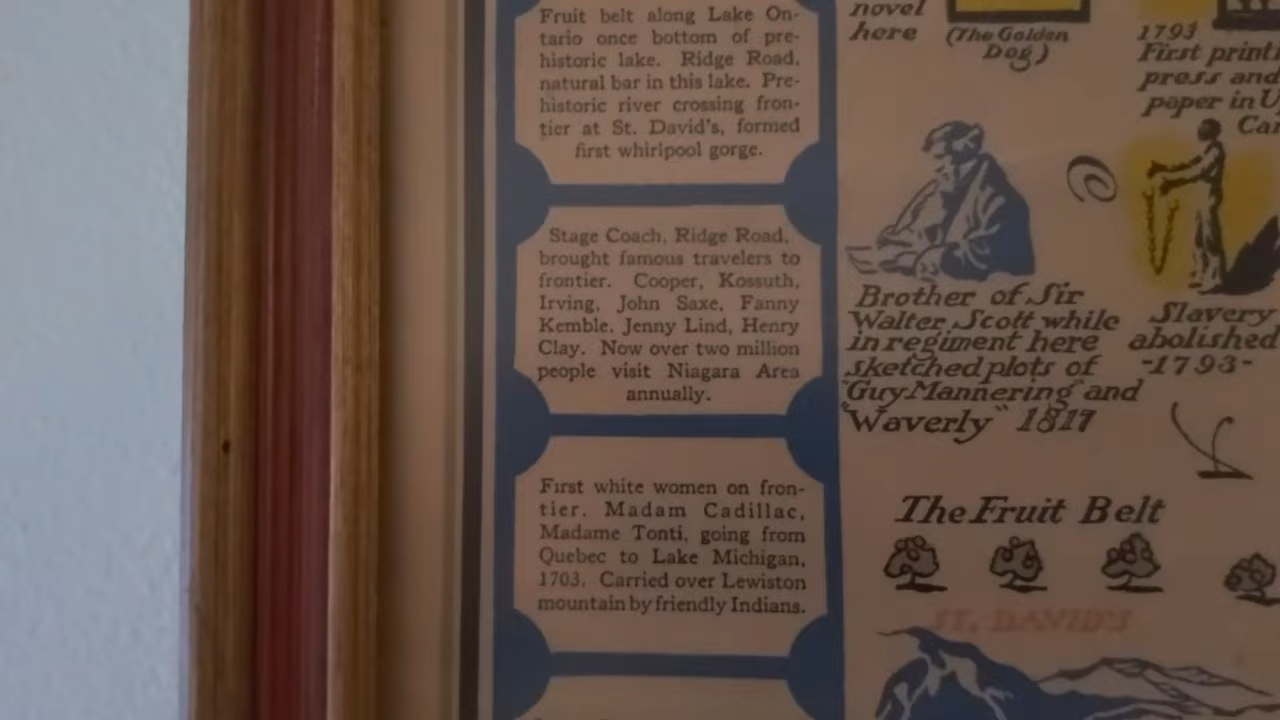 Fruit belt along Lake On-
tario once bottom of pre-
historic lake. Ridge Road,
natural bar in this lake. Pre-
historic river crossing fron-
tier at St. David's, formed
first whirlpool gorge.
Stage Coach, Ridge Road,
brought famous travelers to
frontier. Cooper, Kossuth,
Irving, John Saxe, Fanny
Kemble, Jenny Lind, Henry
Clay. Now over two million
people visit Niagara Area
annually.
First white women on fron-
tier. Madam Cadillac,
Madame Tonti, going from
Quebec to Lake Michigan,
1703. Carried over Lewiston
mountain by friendly Indians.
novel
here
(The Golden
Dog)
1793
First print
press and
paper in U
Ca
Brother of Sir
Walter Scott while
in regiment here
sketched plots of
"Guy Mannering" and
"Waverly" 1817
Slavery
abolished
-1793-
The Fruit Belt
ST. DAVID'S